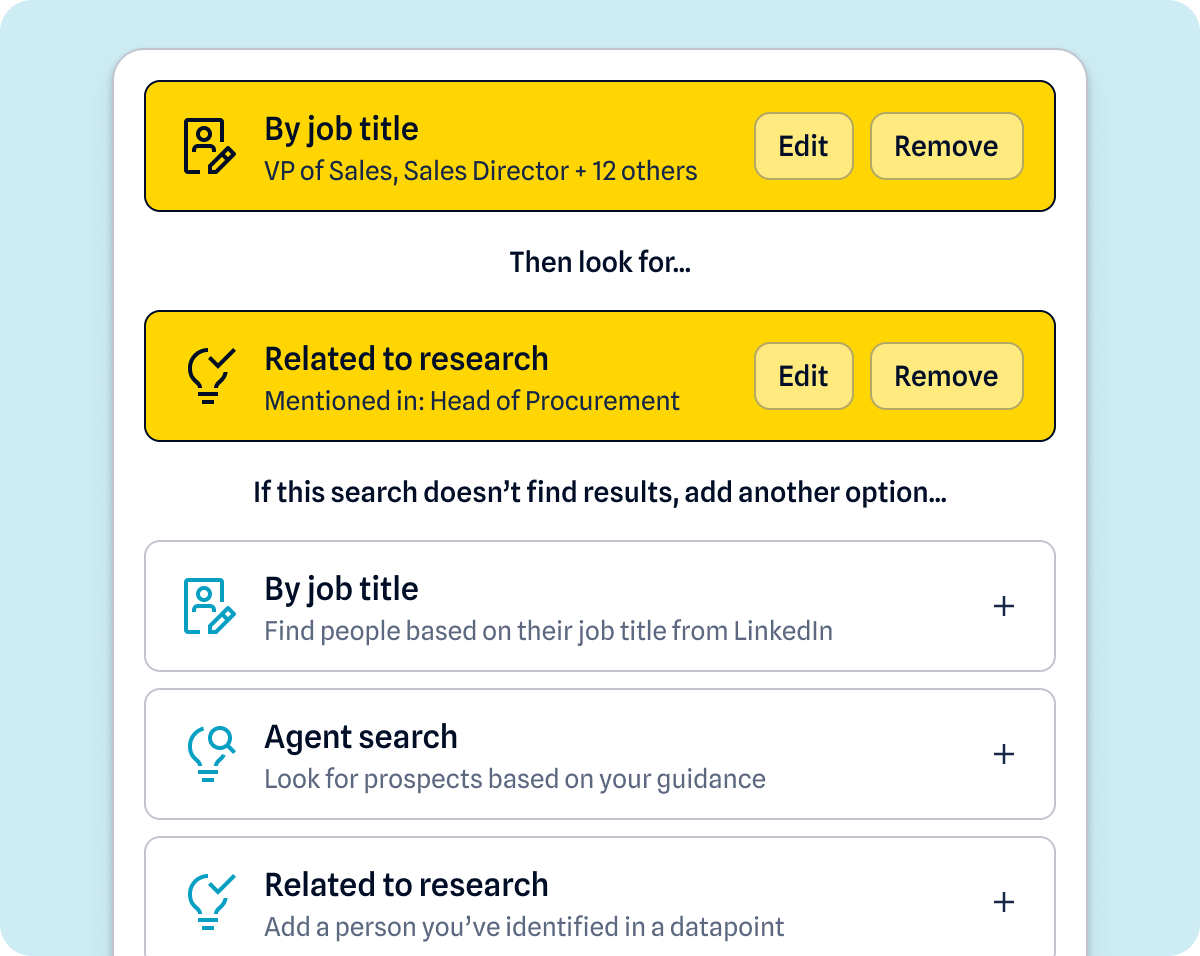 By job title
VP of Sales, Sales Director + 12 others
Edit
Remove
Then look for...
Related to research
Mentioned in: Head of Procurement
Edit
Remove
If this search doesn’t find results, add another option...
By job title
Find people based on their job title from LinkedIn
Agent search
Look for prospects based on your guidance
Related to research
Add a person you’ve identified in a datapoint